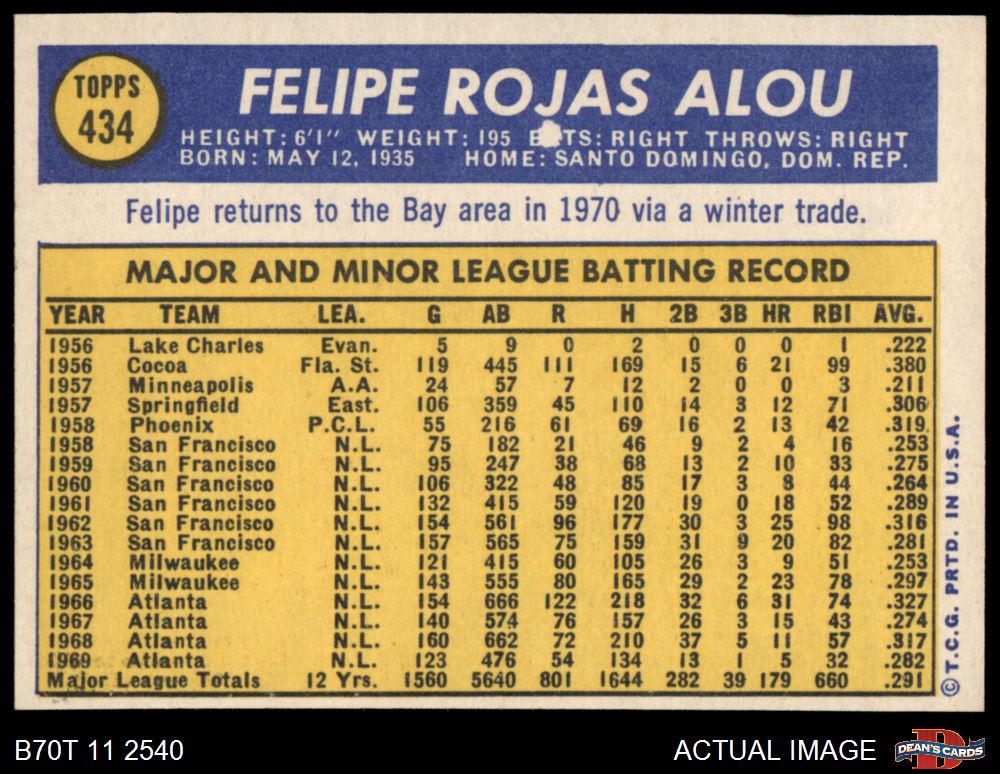 TOPPS
434
FELIPE ROJAS ALOU
HEIGHT: 6'1" WEIGHT: 195 B TS: RIGHT THROWS: RIGHT
BORN: MAY 12, 1935 HOME: SANTO DOMINGO, DOM. REP.
Felipe returns to the Bay area in 1970 via a winter trade.
MAJOR AND MINOR LEAGUE BATTING RECORD
YEAR TEAM LEA. G AB R H 2B 3B HR RBI AVG.
1956 Lake Charles Evan. 5 9 0 2 0 0 0 1 .222
1956 Cocoa Fla. St. 119 445 111 169 15 6 21 99 .380
1957 Minneapolis A.A. 24 57 7 12 2 0 0 3 .211
1957 Springfield East. 106 359 45 110 14 3 12 71 .306
1958 Phoenix P.C.L. 55 216 61 69 16 2 13 42 .319
1958 San Francisco N.L. 75 182 21 46 9 2 4 16 .253
1959 San Francisco N.L. 95 247 38 68 13 2 10 33 .275
1960 San Francisco N.L. 106 322 48 85 17 3 8 44 .264
1961 San Francisco N.L. 132 415 59 120 19 0 18 52 .289
1962 San Francisco N.L. 154 561 96 177 30 3 25 98 .316
1963 San Francisco N.L. 157 565 75 159 31 9 20 82 .281
1964 Milwaukee N.L. 121 415 60 105 26 3 9 51 .253
1965 Milwaukee N.L. 143 555 80 165 29 2 23 78 .297
1966 Atlanta N.L. 154 666 122 218 32 6 31 74 .327
1967 Atlanta N.L. 140 574 76 157 26 3 15 43 .274
1968 Atlanta N.L. 160 662 72 210 37 5 11 57 .317
1969 Atlanta N.L. 123 476 54 134 13 1 5 32 .282
Major League Totals 12 Yrs. 1560 5640 801 1644 282 39 179 660 .291
© T.C.G. PRTD. IN U.S.A.
B70T 11 2540
ACTUAL IMAGE
D
DEAN'S CARDS